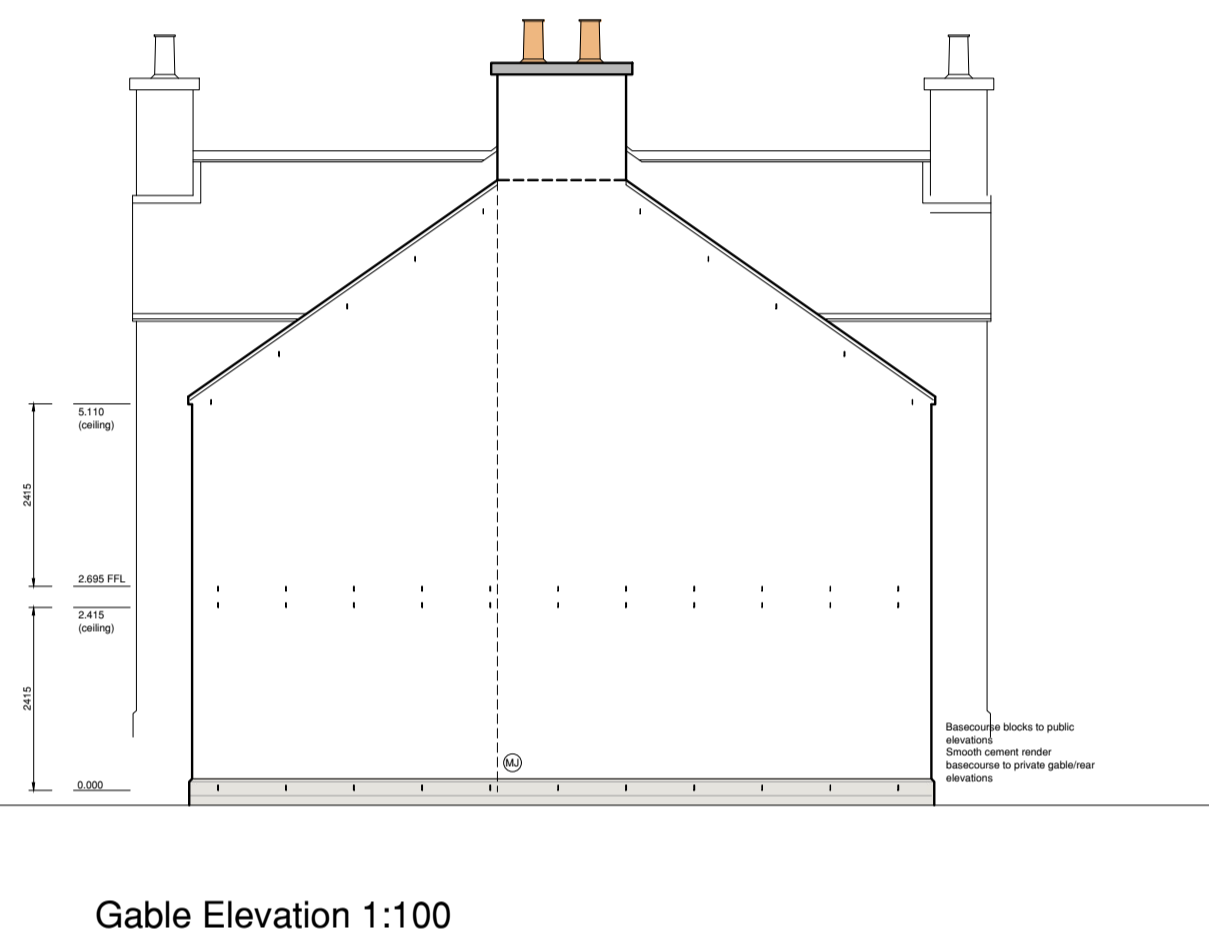 5.110
(ceiling)
2415
2.695 FFL
2.415
(ceiling)
2415
0.000
MJ
Basecourse blocks to public
elevations
Smooth cement render
basecourse to private gable/rear
elevations
Gable Elevation 1:100